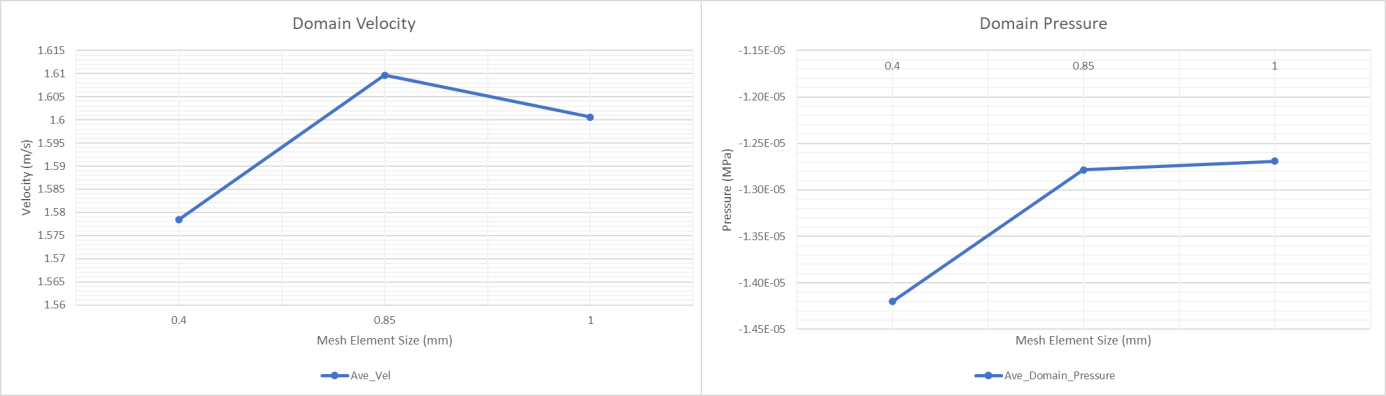 Domain Velocity
1.615
1.61
1.605
1.6
1.595
1.59
1.585
1.58
1.575
1.57
1.565
1.56
Velocity (m/s)
0.4 0.85 1
Mesh Element Size (mm)
Ave_Vel
Domain Pressure
-1.15E-05
0.4 0.85 1
-1.20E-05
-1.25E-05
-1.30E-05
-1.35E-05
-1.40E-05
-1.45E-05
Pressure (MPa)
Mesh Element Size (mm)
Ave_Domain_Pressure